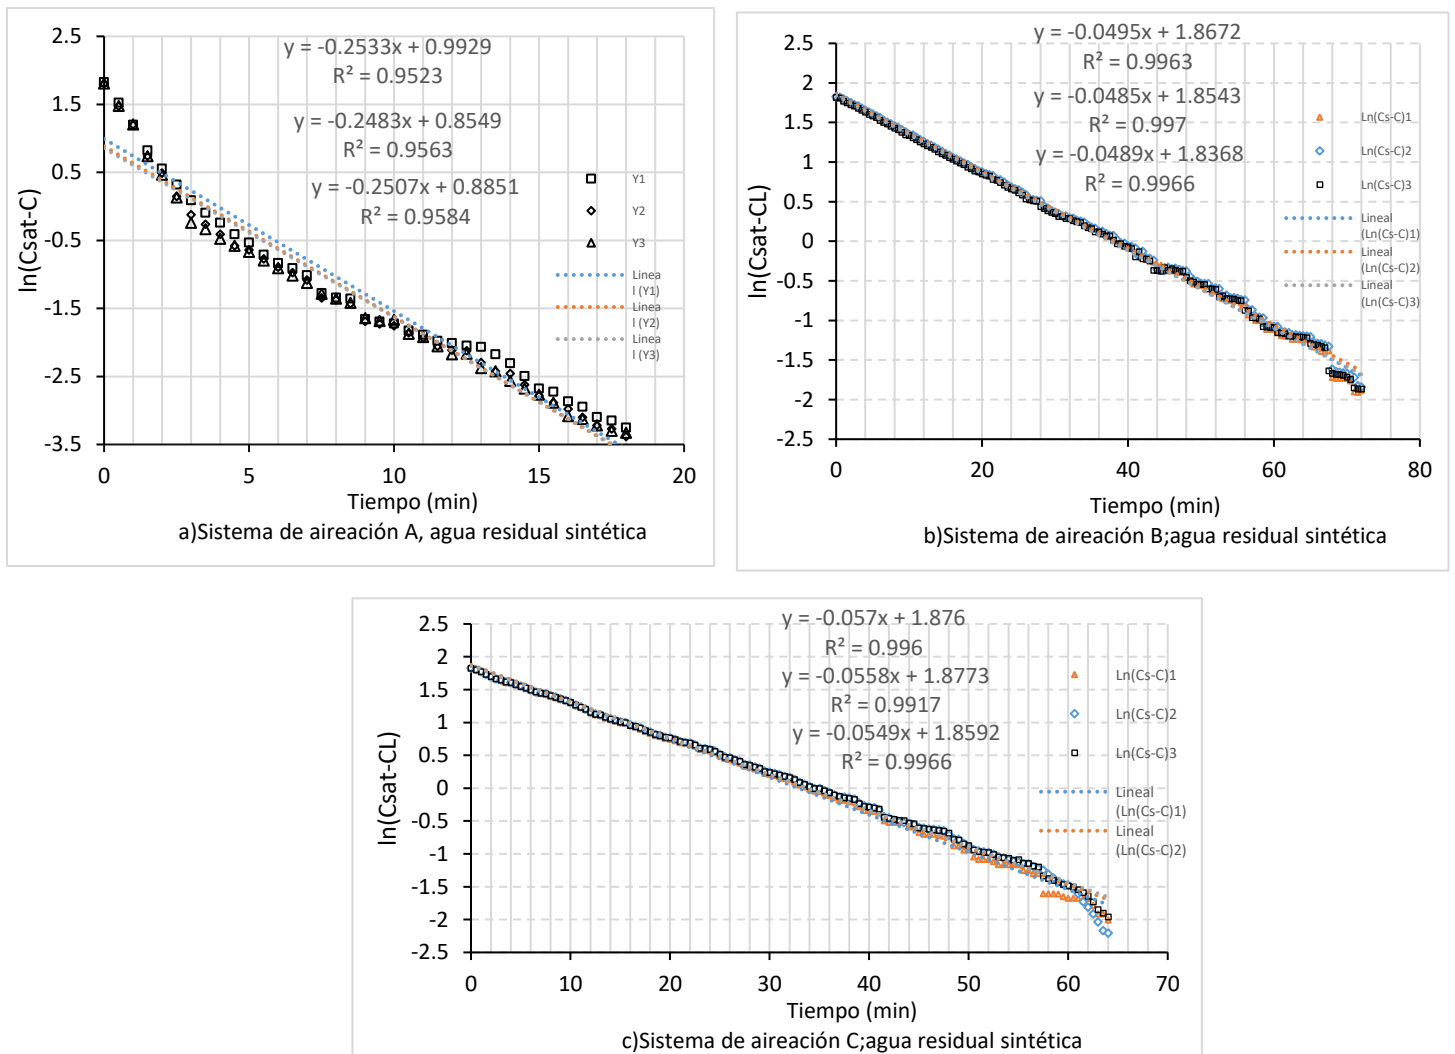 2.5
1.5
0.5
-0.5
-1.5
-2.5
-3.5
0
5
10
15
20
ln(Csat-C)
Tiempo (min)
y = -0.2533x + 0.9929
R² = 0.9523
y = -0.2483x + 0.8549
R² = 0.9563
y = -0.2507x + 0.8851
R² = 0.9584
Y1
Y2
Y3
Linea
l (Y1)
Linea
l (Y2)
Linea
l (Y3)
a)Sistema de aireación A, agua residual sintética
2.5
2
1.5
1
0.5
0
-0.5
-1
-1.5
-2
-2.5
0
20
40
60
80
ln(Csat-CL)
Tiempo (min)
y = -0.0495x + 1.8672
R² = 0.9963
y = -0.0485x + 1.8543
R² = 0.997
y = -0.0489x + 1.8368
R² = 0.9966
Ln(Cs-C)1
Ln(Cs-C)2
Ln(Cs-C)3
Lineal
(Ln(Cs-C)1)
Lineal
(Ln(Cs-C)2)
Lineal
(Ln(Cs-C)3)
b)Sistema de aireación B;agua residual sintética
2.5
2
1.5
1
0.5
0
-0.5
-1
-1.5
-2
-2.5
0
10
20
30
40
50
60
70
ln(Csat-CL)
Tiempo (min)
y = -0.057x + 1.876
R² = 0.996
y = -0.0558x + 1.8773
R² = 0.9917
y = -0.0549x + 1.8592
R² = 0.9966
Ln(Cs-C)1
Ln(Cs-C)2
Ln(Cs-C)3
Lineal
(Ln(Cs-C)1)
Lineal
(Ln(Cs-C)2)
c)Sistema de aireación C;agua residual sintética